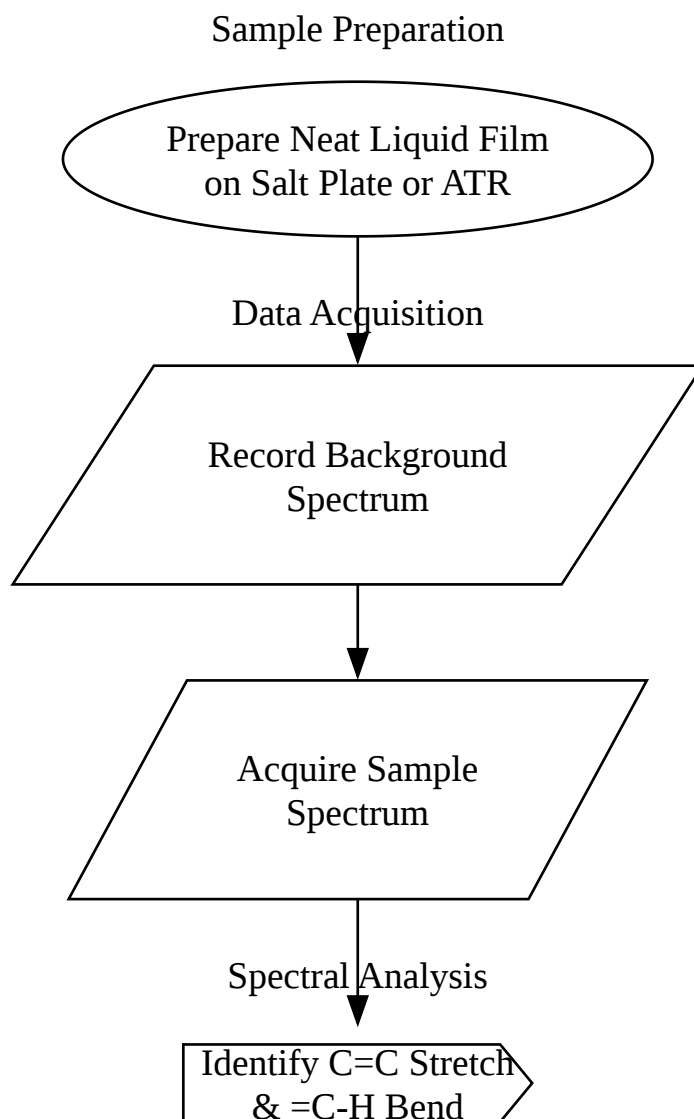 Sample Preparation
Prepare Neat Liquid Film
on Salt Plate or ATR
Data Acquisition
Record Background
Spectrum
Acquire Sample
Spectrum
Spectral Analysis
Identify C=C Stretch
& =C-H Bend